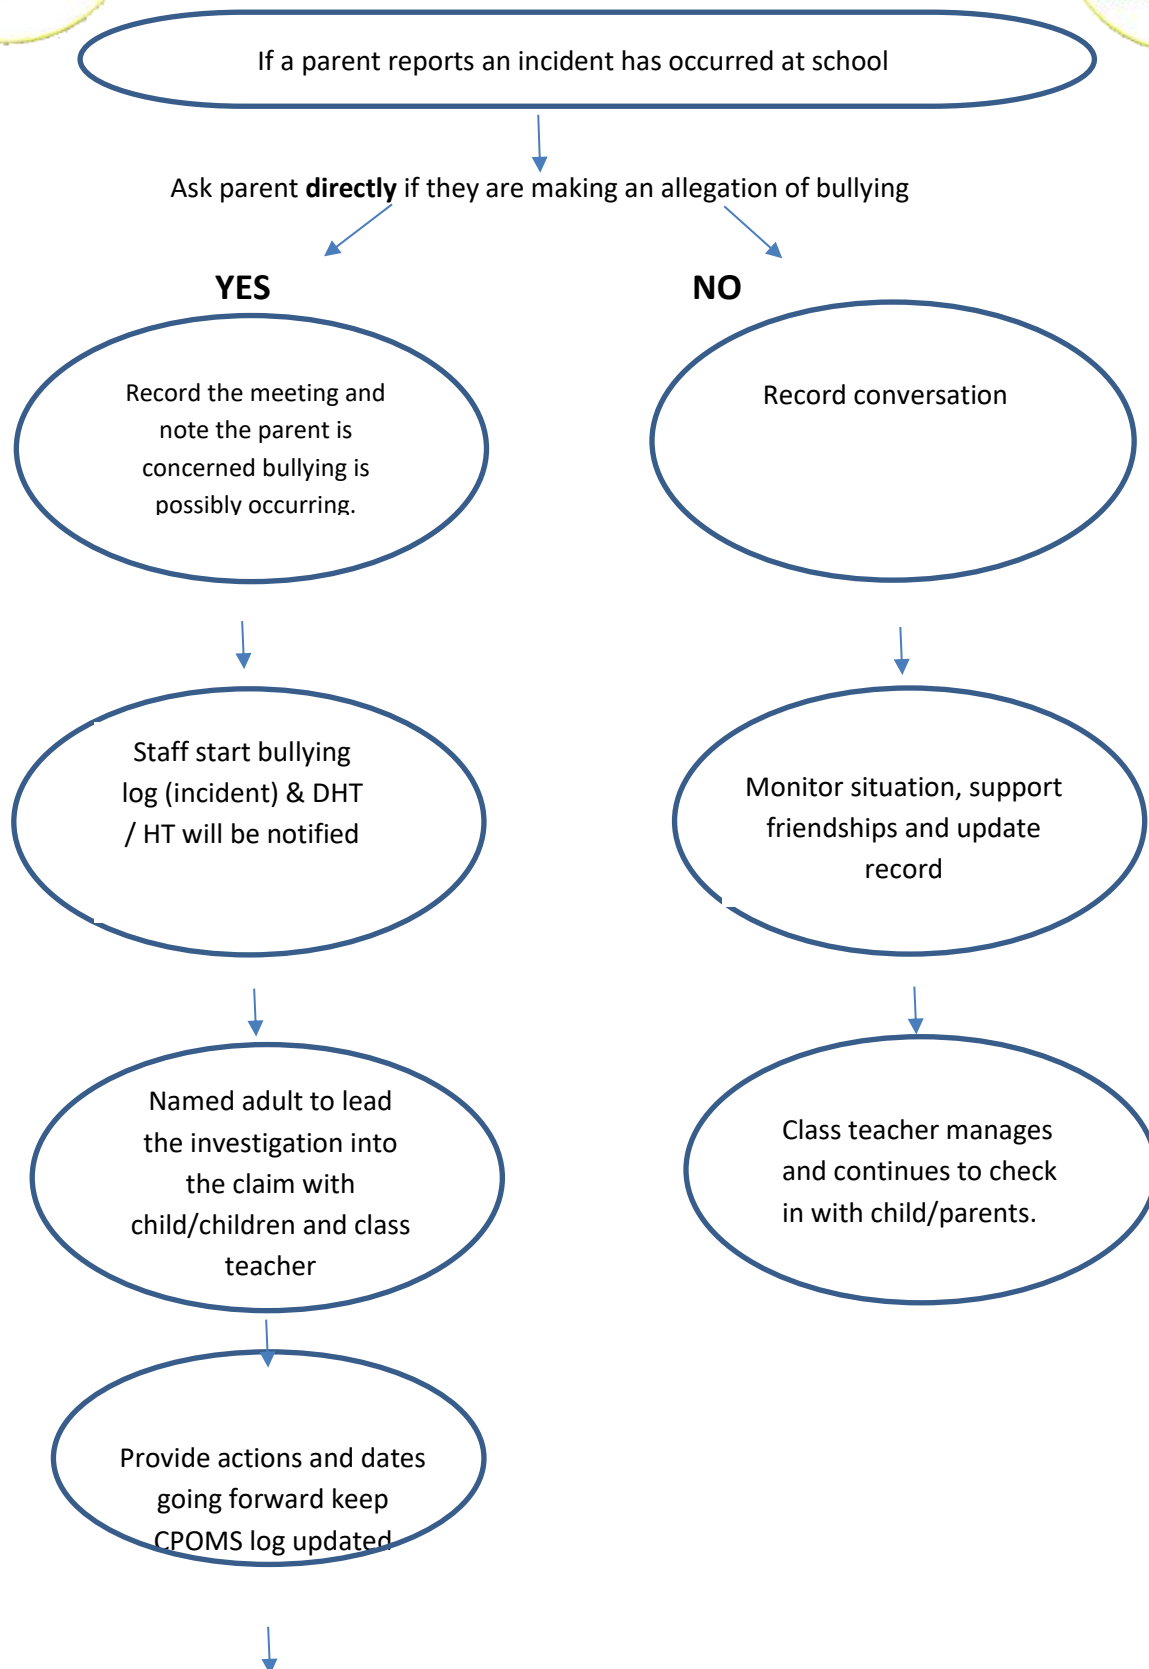 If a parent reports an incident has occurred at school
Ask parent directly if they are making an allegation of bullying
YES
NO
Record the meeting and
note the parent is
concerned bullying is
possibly occurring.
Record conversation
Staff start bullying
log (incident) & DHT
/ HT will be notified
Monitor situation, support
friendships and update
record
Named adult to lead
the investigation into
the claim with
child/children and class
teacher
Class teacher manages
and continues to check
in with child/parents.
Provide actions and dates
going forward keep
CPOMS log updated